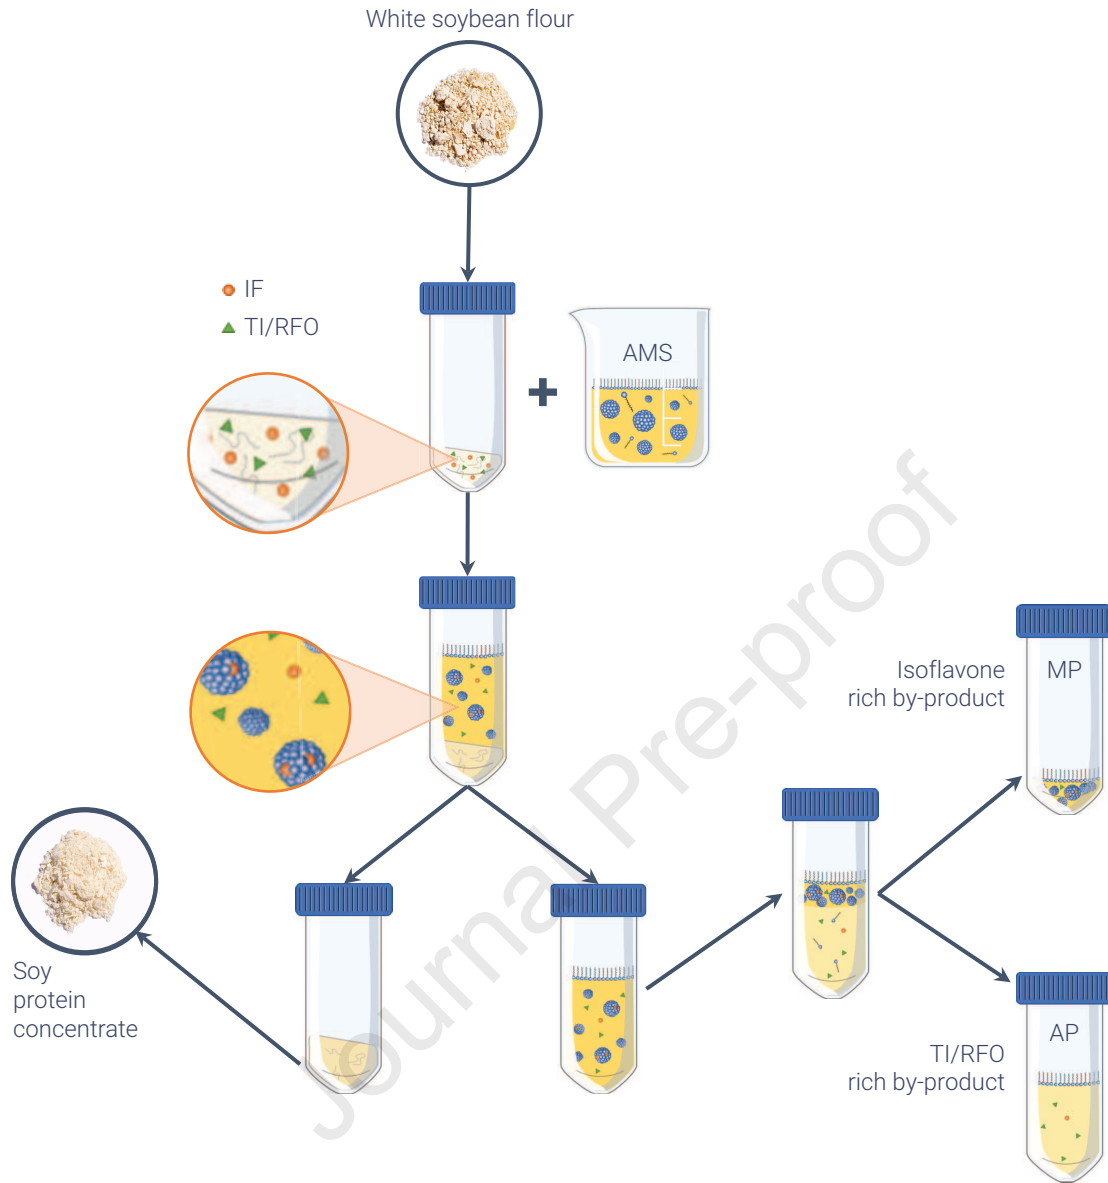 White soybean flour
IF
TI/RFO
AMS
Isoflavone
rich by-product
MP
Soy
protein
concentrate
TI/RFO
rich by-product
AP
Journal Pre-proof